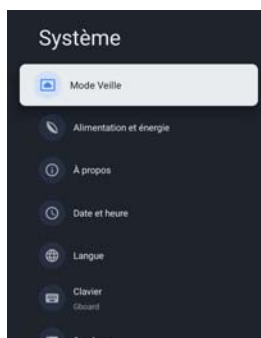 Système
Mode Veille
Alimentation et énergie
À propos
Date et heure
Langue
Clavier
Gboard